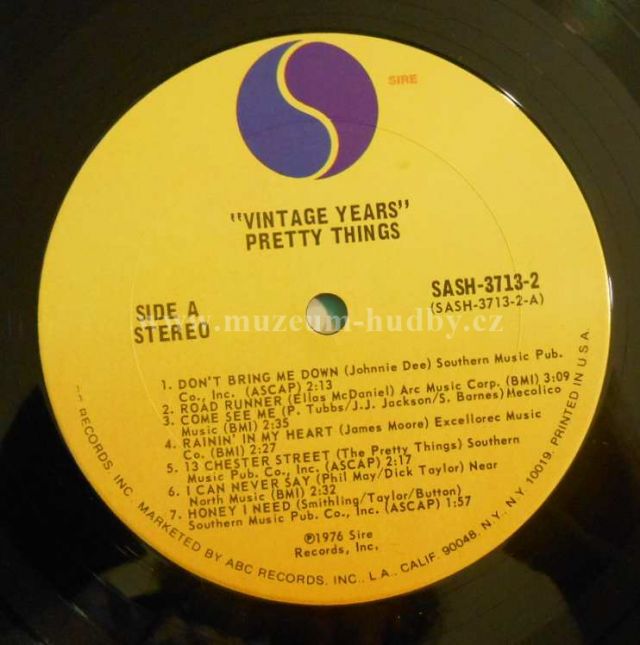 SIRE
"VINTAGE YEARS"
PRETTY THINGS
SIDE A
STEREO
SASH-3713-2
(SASH-3713-2-A)
www.muzeum-hudby.cz
1. DON'T BRING ME DOWN (Johnnie Dee) Southern Music Pub.
Co., Inc. (ASCAP) 2:13
2. ROAD RUNNER (Ellas McDaniel) Arc Music Corp. (BMI) 3:09
3. COME SEE ME (P. Tubbs/J.J. Jackson/S. Barnes) Mecolico
Music (BMI) 2:35
4. RAININ' IN MY HEART (James Moore) Excellorec Music
Co. (BMI) 2:27
5. 13 CHESTER STREET (The Pretty Things) Southern
Music Pub. Co., Inc. (ASCAP) 2:17
6. I CAN NEVER SAY (Phil May/Dick Taylor) Near
North Music (BMI) 2:32
7. HONEY I NEED (Smithling/Taylor/Button)
Southern Music Pub. Co., Inc. (ASCAP) 1:57
℗1976 Sire
Records, Inc.
RECORDS, INC. MARKETED BY ABC RECORDS, INC., L.A., CALIF. 90048, N.Y., N.Y. 10019. PRINTED IN U.S.A.